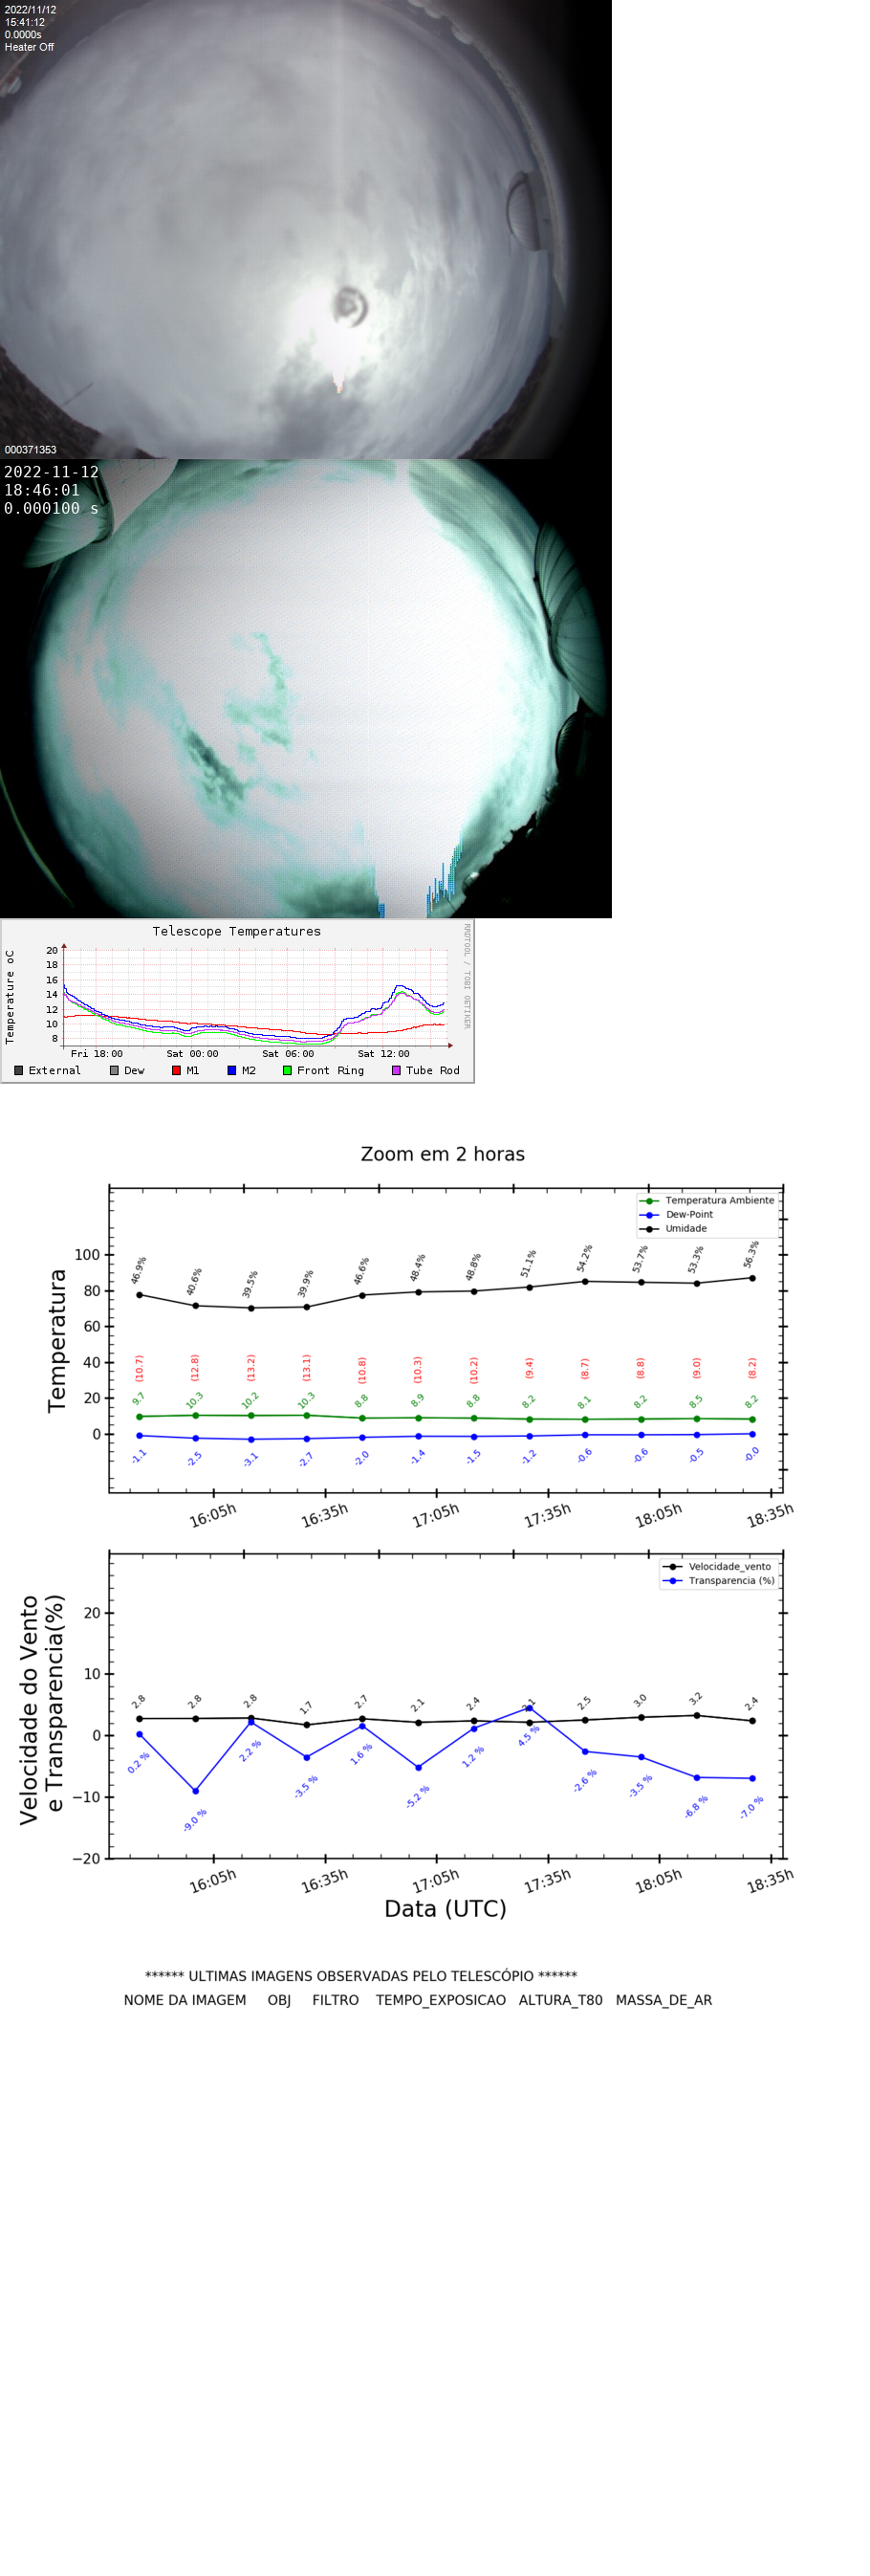 2022/11/12
15:41:12
0.0000s
Heater Off
000371353
2022-11-12
18:46:01
0.000100 s
Telescope Temperatures
RRDTOOL / TOBI OETIKER
Temperature oC
20
18
16
14
12
10
8
Fri 18:00 Sat 00:00 Sat 06:00 Sat 12:00
External Dew M1 M2 Front Ring Tube Rod
Zoom em 2 horas
Temperatura Ambiente
Dew-Point
Umidade
Temperatura
100
80
60
40
20
0
46.9% 40.6% 39.5% 39.9% 46.6% 48.4% 48.8% 51.1% 54.2% 53.7% 53.3% 56.3%
(10.7) (12.8) (13.2) (13.1) (10.8) (10.3) (10.2) (9.4) (8.7) (8.8) (9.0) (8.2)
9.7 10.3 10.2 10.3 8.8 8.9 8.8 8.2 8.1 8.2 8.5 8.2
-1.1 -2.5 -3.1 -2.7 -2.0 -1.4 -1.5 -1.2 -0.6 -0.6 -0.5 -0.0
16:05h 16:35h 17:05h 17:35h 18:05h 18:35h
Velocidade_vento
Transparencia (%)
Velocidade do Vento
e Transparencia(%)
20
10
0
−10
−20
2.8 2.8 2.8 1.7 2.7 2.1 2.4 2.1 2.5 3.0 3.2 2.4
0.2 % -9.0 % 2.2 % -3.5 % 1.6 % -5.2 % 1.2 % 4.5 % -2.6 % -3.5 % -6.8 % -7.0 %
16:05h 16:35h 17:05h 17:35h 18:05h 18:35h
Data (UTC)
****** ULTIMAS IMAGENS OBSERVADAS PELO TELESCÓPIO ******
NOME DA IMAGEM OBJ FILTRO TEMPO_EXPOSICAO ALTURA_T80 MASSA_DE_AR